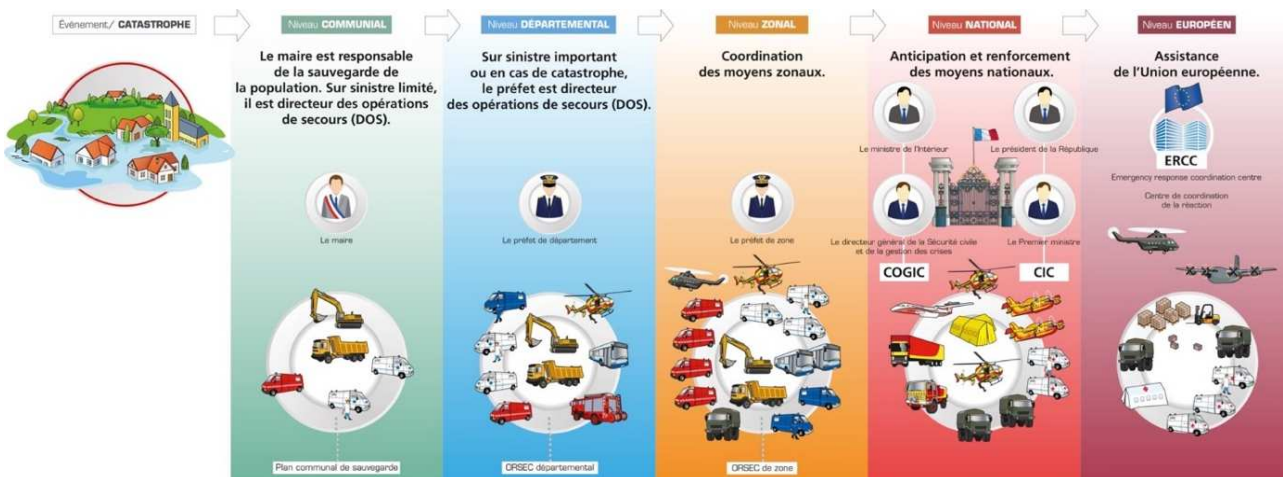 Événement/ CATASTROPHE
Niveau COMMUNIAL
Le maire est responsable
de la sauvegarde de
la population. Sur sinistre limité,
il est directeur des opérations
de secours (DOS).
Le maire
Plan communal de sauvegarde
Niveau DÉPARTEMENTAL
Sur sinistre important
ou en cas de catastrophe,
le préfet est directeur
des opérations de secours (DOS).
Le préfet de département
ORSEC départemental
Niveau ZONAL
Coordination
des moyens zonaux.
Le préfet de zone
ORSEC de zone
Niveau NATIONAL
Anticipation et renforcement
des moyens nationaux.
Le ministre de l'Intérieur
Le président de la République
Le directeur général de la Sécurité civile
et de la gestion des crises
Le Premier ministre
COGIC
CIC
Niveau EUROPÉEN
Assistance
de l'Union européenne.
ERCC
Emergency response coordination centre
Centre de coordination
de la réaction